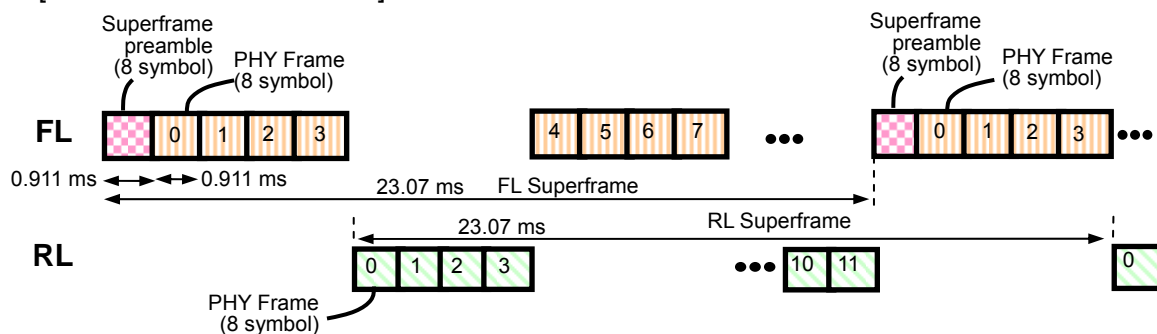 Superframe
preamble
(8 symbol)
PHY Frame
(8 symbol)
Superframe
preamble
(8 symbol)
PHY Frame
(8 symbol)
FL
0 1 2 3
4 5 6 7
•••
0 1 2 3
•••
0.911 ms
0.911 ms
23.07 ms
FL Superframe
23.07 ms
RL Superframe
RL
0 1 2 3
•••
10 11
0
PHY Frame
(8 symbol)